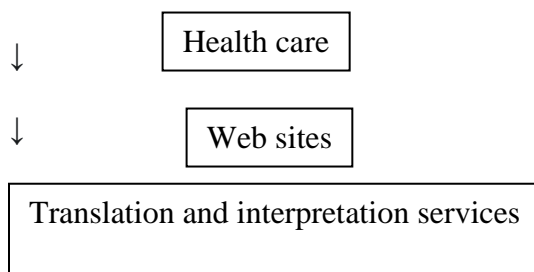 ↓
Health care
↓
Web sites
Translation and interpretation services